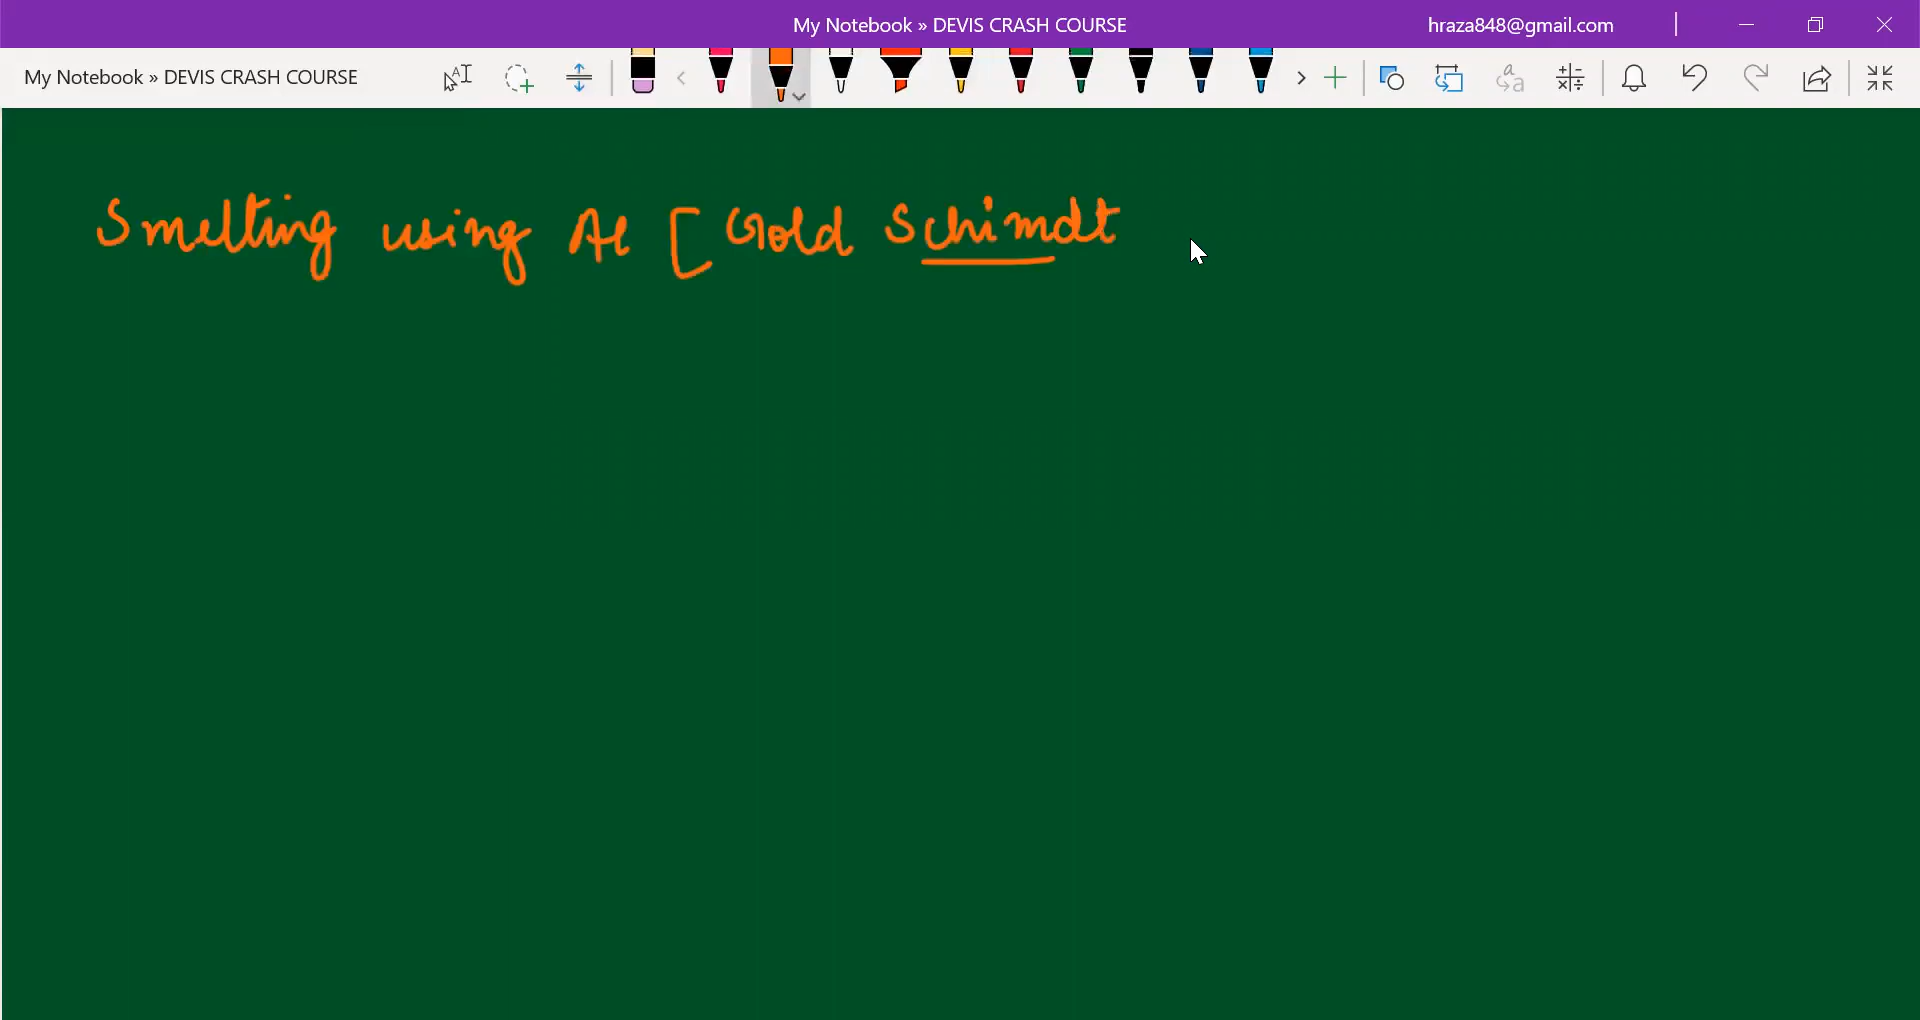 My Notebook » DEVIS CRASH COURSE
hraza848@gmail.com
My Notebook » DEVIS CRASH COURSE
Smelting using Al [ Gold Schimdt